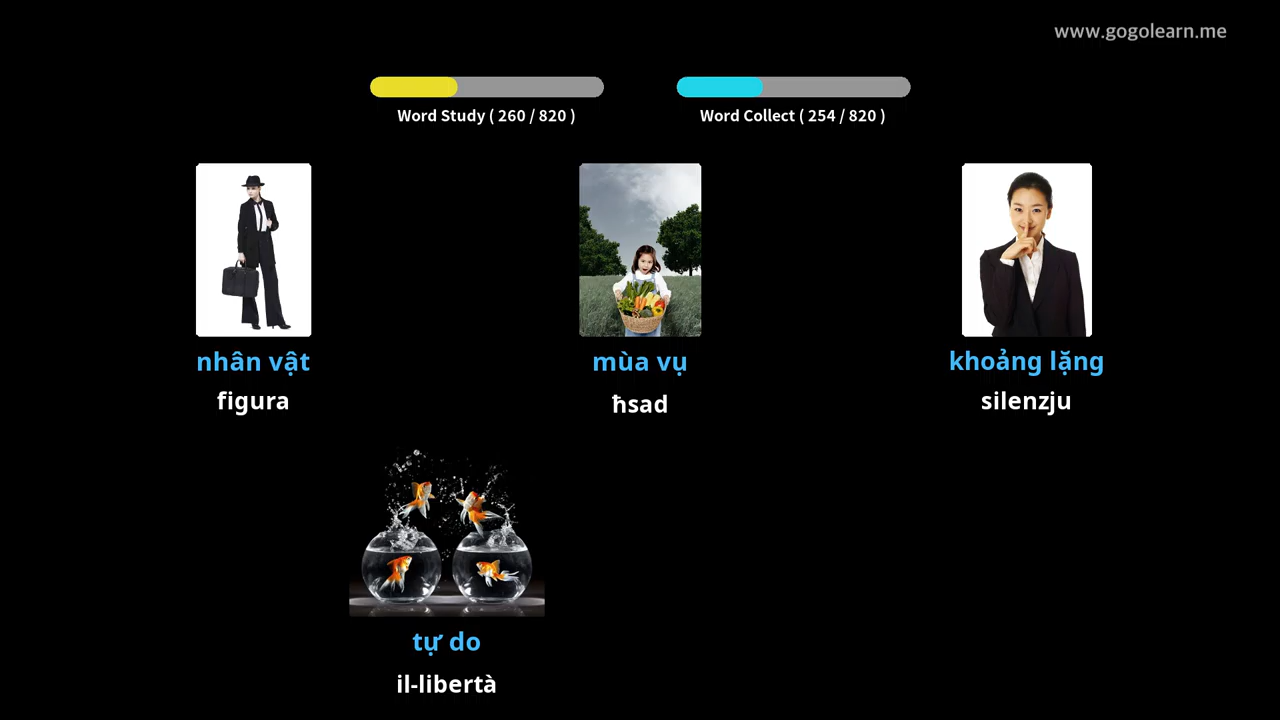 www.gogolearn.me
Word Study ( 260 / 820 )
Word Collect ( 254 / 820 )
nhân vật
figura
mùa vụ
ħsad
khoảng lặng
silenzju
tự do
il-libertà